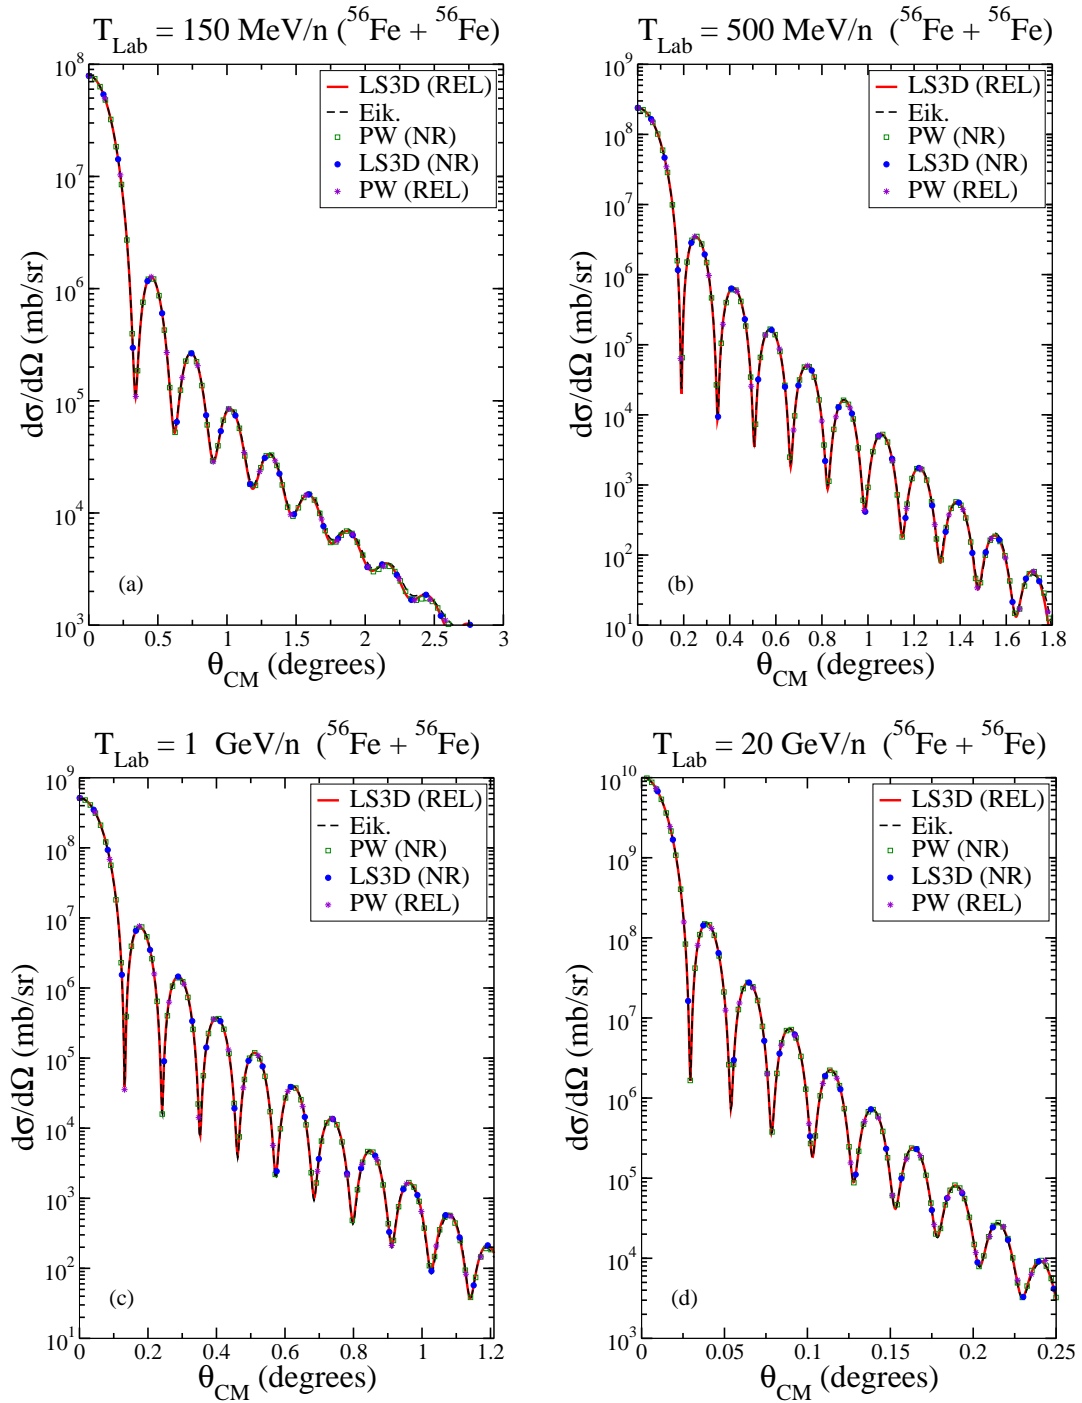 T_Lab = 150 MeV/n (^56Fe + ^56Fe)
10^8
10^7
10^6
10^5
10^4
10^3
dσ/dΩ (mb/sr)
LS3D (REL)
Eik.
PW (NR)
LS3D (NR)
PW (REL)
(a)
0 0.5 1 1.5 2 2.5 3
θ_CM (degrees)
T_Lab = 500 MeV/n (^56Fe + ^56Fe)
10^9
10^8
10^7
10^6
10^5
10^4
10^3
10^2
10^1
dσ/dΩ (mb/sr)
LS3D (REL)
Eik.
PW (NR)
LS3D (NR)
PW (REL)
(b)
0 0.2 0.4 0.6 0.8 1 1.2 1.4 1.6 1.8
θ_CM (degrees)
T_Lab = 1 GeV/n (^56Fe + ^56Fe)
10^9
10^8
10^7
10^6
10^5
10^4
10^3
10^2
10^1
dσ/dΩ (mb/sr)
LS3D (REL)
Eik.
PW (NR)
LS3D (NR)
PW (REL)
(c)
0 0.2 0.4 0.6 0.8 1 1.2
θ_CM (degrees)
T_Lab = 20 GeV/n (^56Fe + ^56Fe)
10^10
10^9
10^8
10^7
10^6
10^5
10^4
10^3
dσ/dΩ (mb/sr)
LS3D (REL)
Eik.
PW (NR)
LS3D (NR)
PW (REL)
(d)
0 0.05 0.1 0.15 0.2 0.25
θ_CM (degrees)